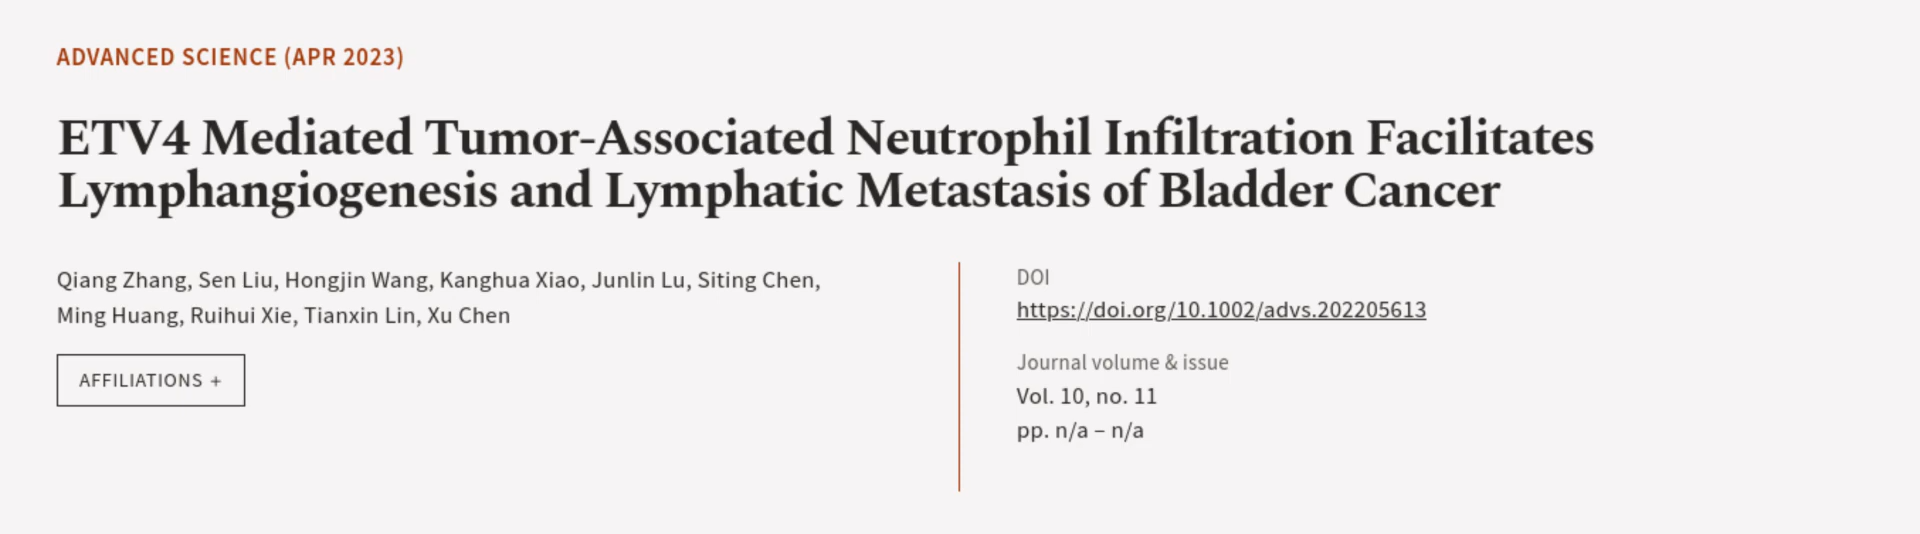 ADVANCED SCIENCE (APR 2023)
ETV4 Mediated Tumor-Associated Neutrophil Infiltration Facilitates
Lymphangiogenesis and Lymphatic Metastasis of Bladder Cancer
Qiang Zhang, Sen Liu, Hongjin Wang, Kanghua Xiao, Junlin Lu, Siting Chen,
Ming Huang, Ruihui Xie, Tianxin Lin, Xu Chen
AFFILIATIONS +
DOI
https://doi.org/10.1002/advs.202205613
Journal volume & issue
Vol. 10, no. 11
pp. n/a – n/a